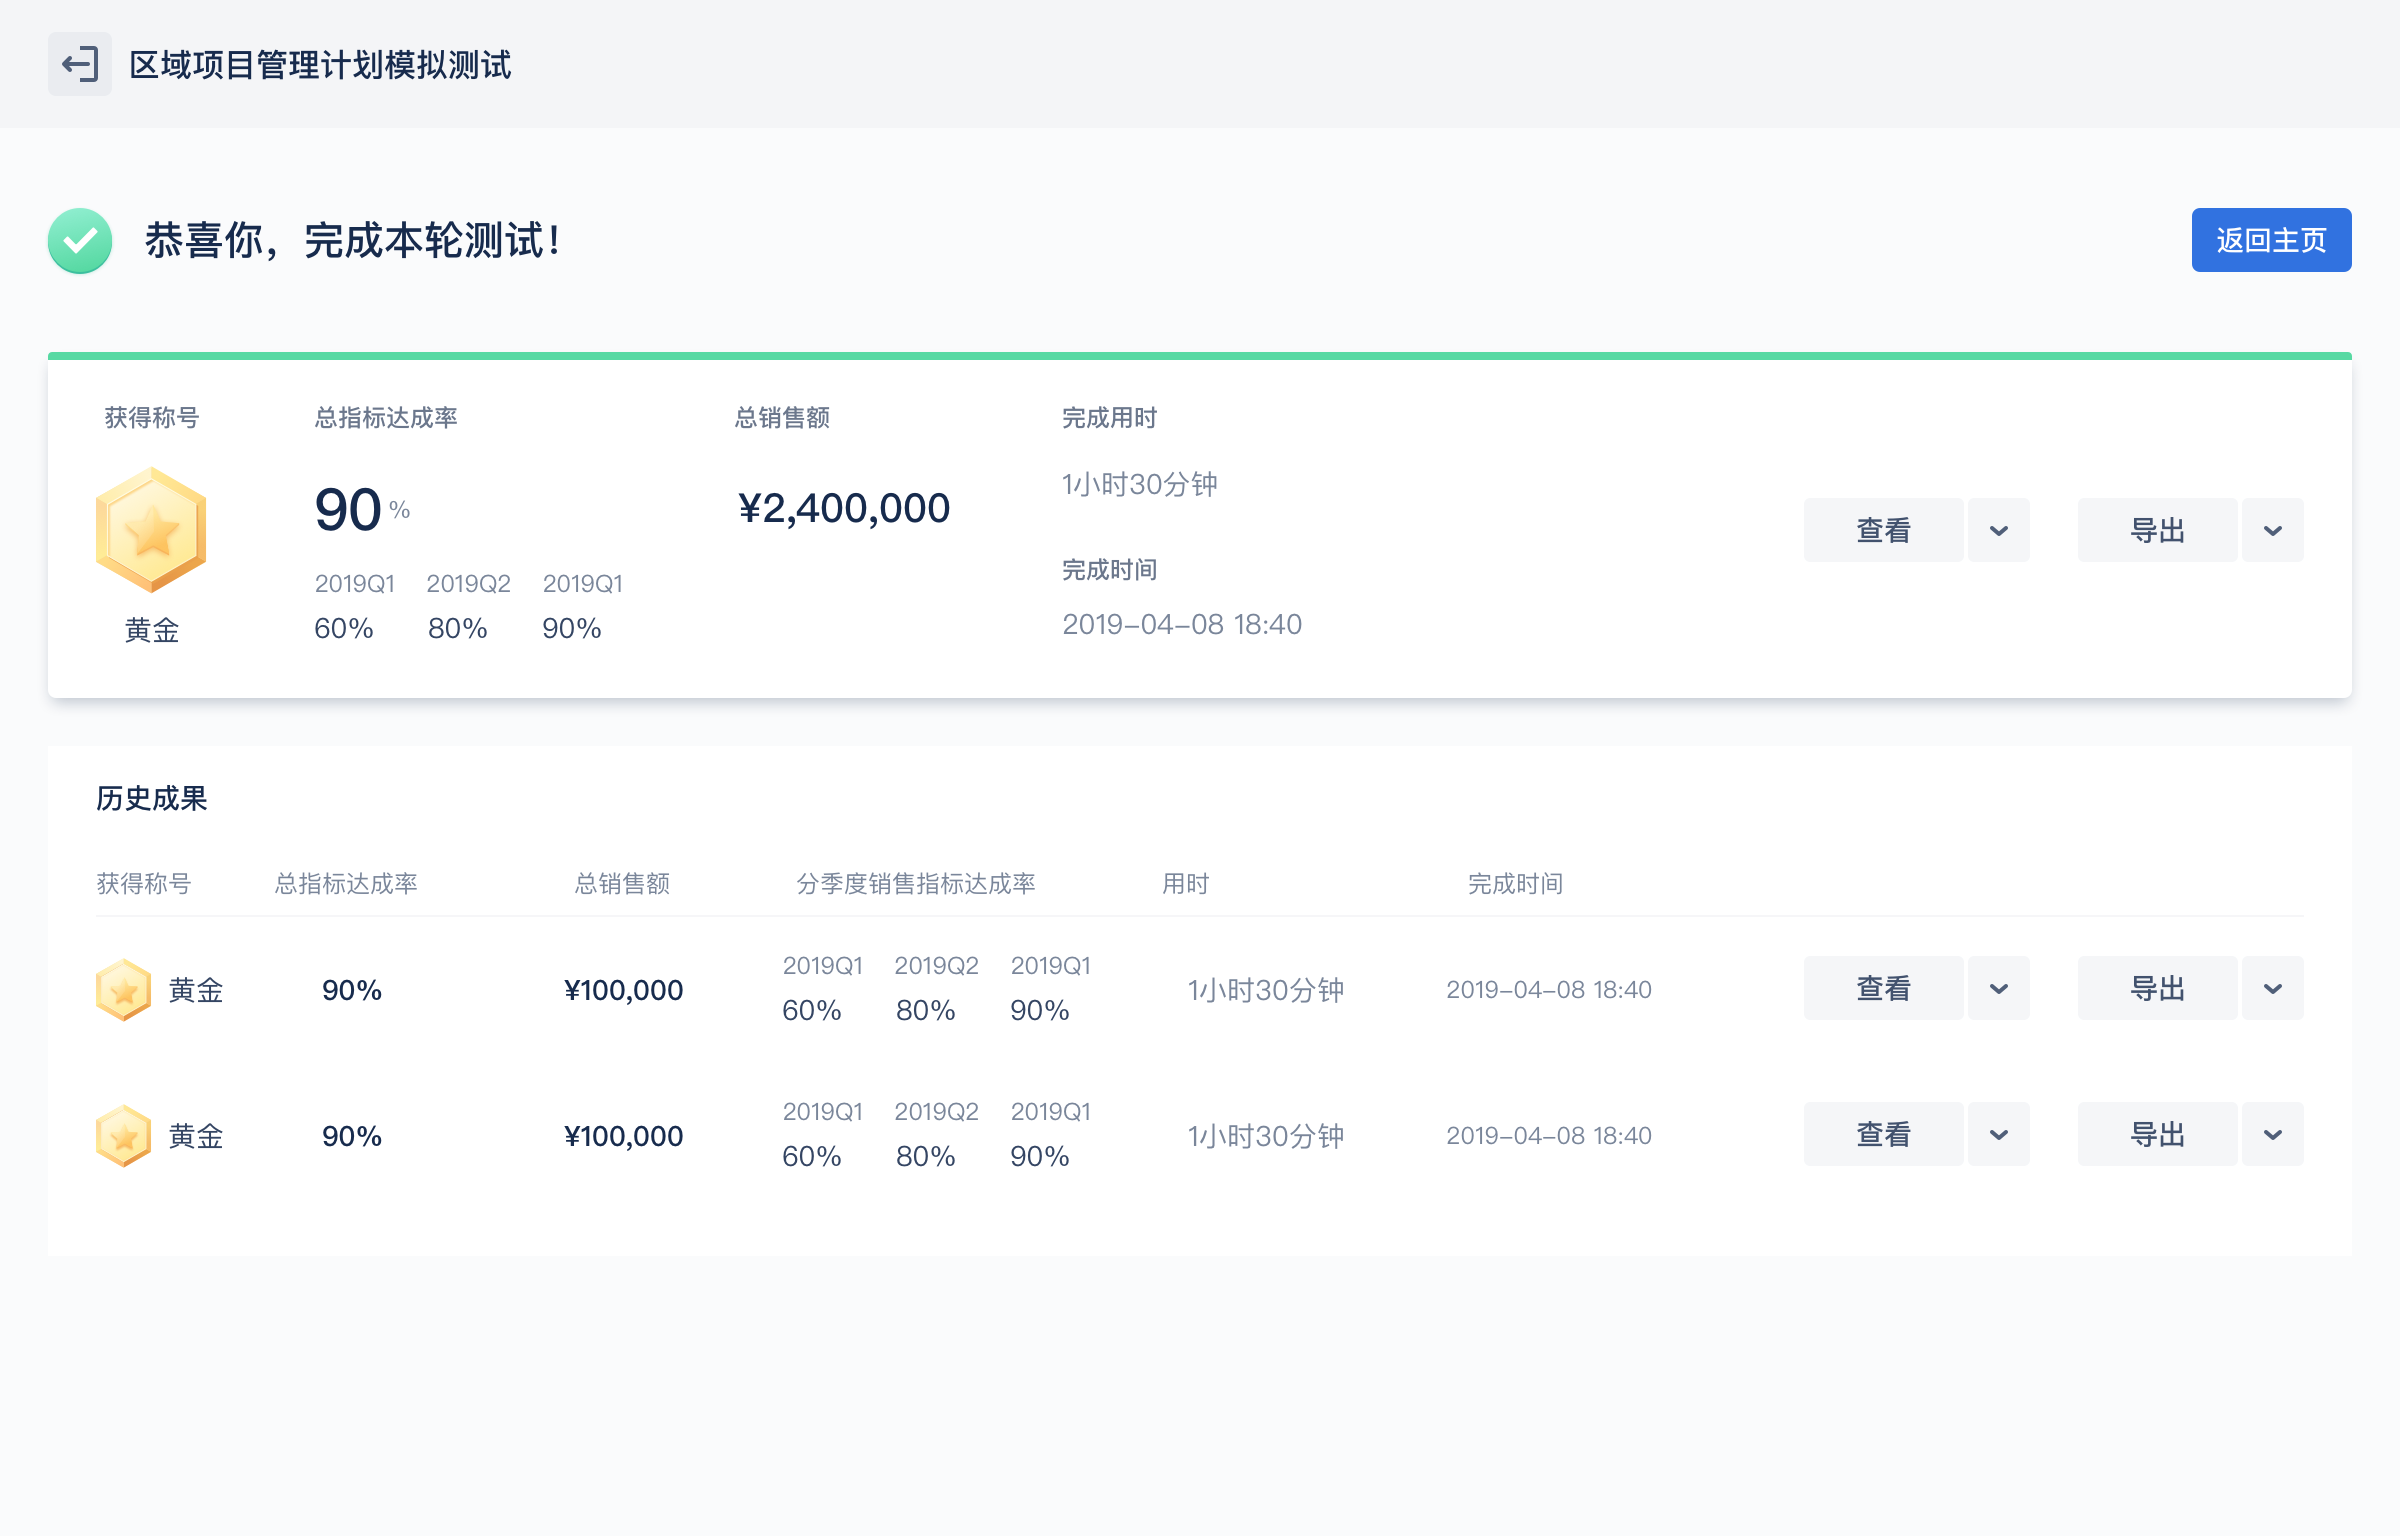 区域项目管理计划模拟测试
恭喜你，完成本轮测试！
返回主页
获得称号 总指标达成率 总销售额 完成用时
黄金
90 %
2019Q1 2019Q2 2019Q1
60% 80% 90%
¥2,400,000
1小时30分钟
完成时间
2019-04-08 18:40
查看 导出
历史成果
获得称号 总指标达成率 总销售额 分季度销售指标达成率 用时 完成时间
黄金 90% ¥100,000
2019Q1 2019Q2 2019Q1
60% 80% 90%
1小时30分钟 2019-04-08 18:40 查看 导出
黄金 90% ¥100,000
2019Q1 2019Q2 2019Q1
60% 80% 90%
1小时30分钟 2019-04-08 18:40 查看 导出